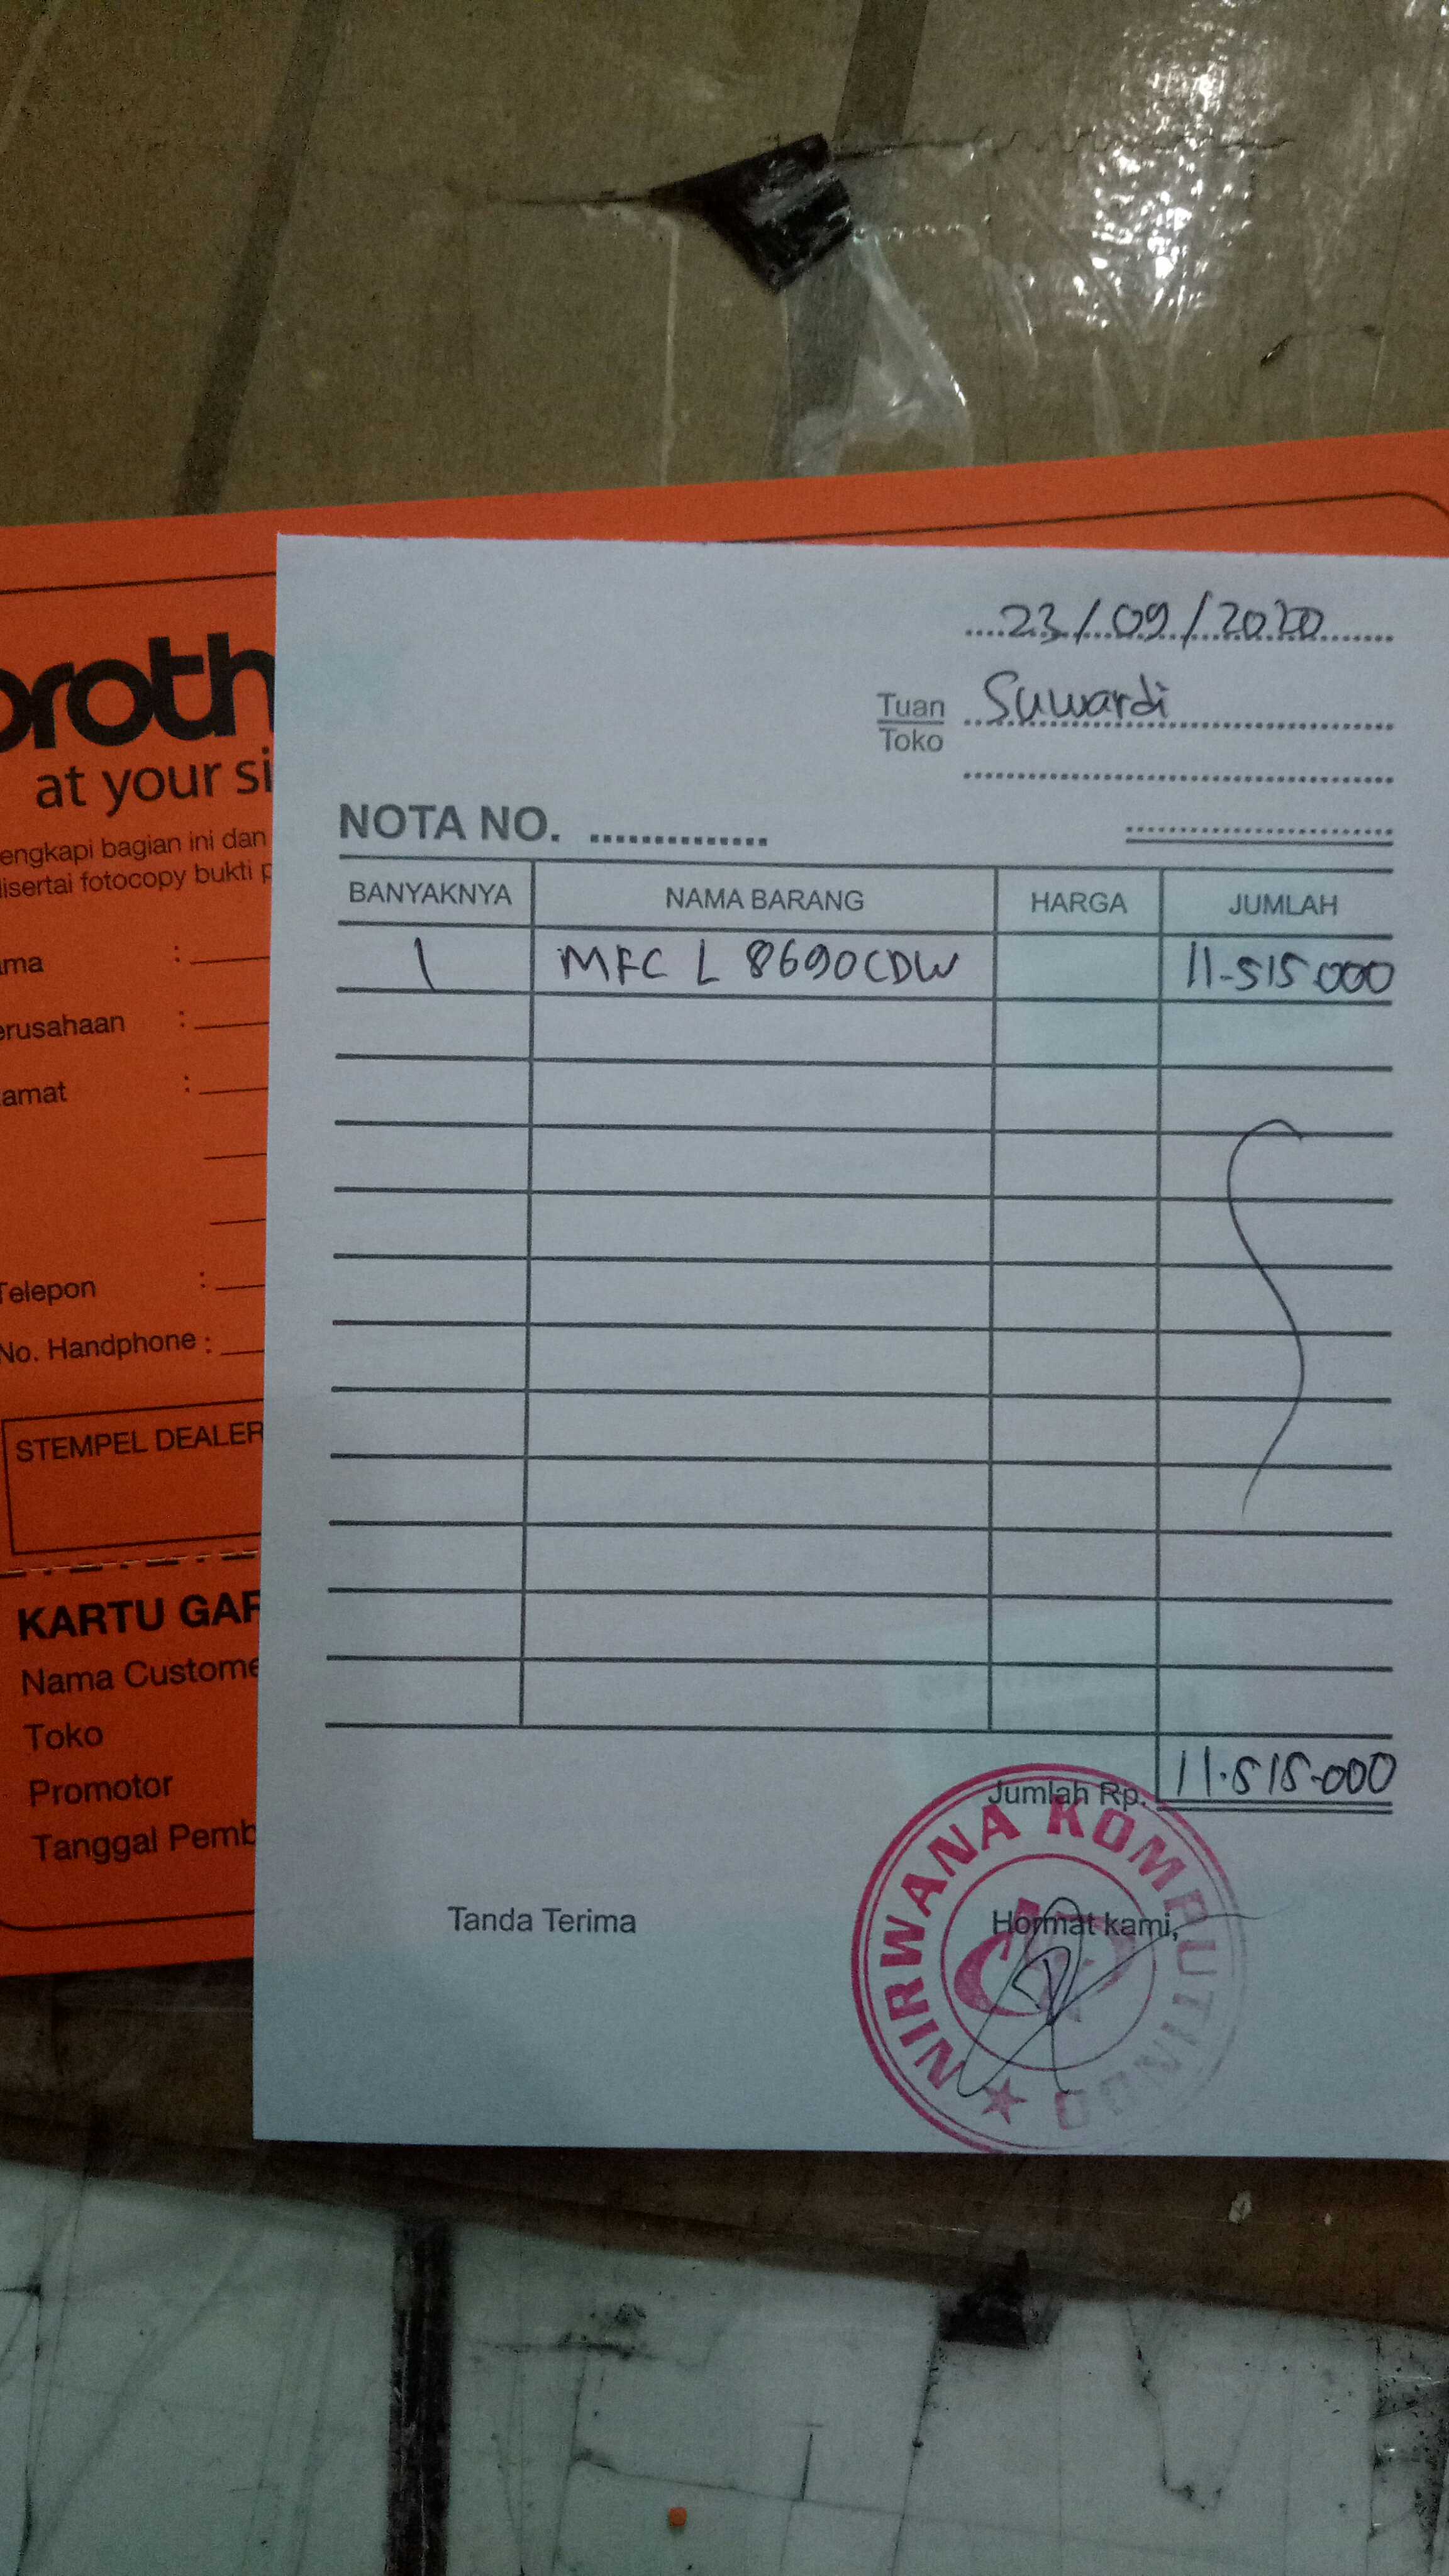 23/09/2020
Tuan Suwardi
Toko
NOTA NO.
BANYAKNYA NAMA BARANG HARGA JUMLAH
1 MFC L 8690CDW 11.515.000
Jumlah Rp. 11.515.000
Tanda Terima Hormat kami,
NIRWANA KOMPUTINDO
broth
at your si
engkapi bagian ini dan
disertai fotocopy bukti p
ama :
erusahaan :
lamat :
Telepon :
No. Handphone :
STEMPEL DEALER
KARTU GAR
Nama Custome
Toko
Promotor
Tanggal Pemb